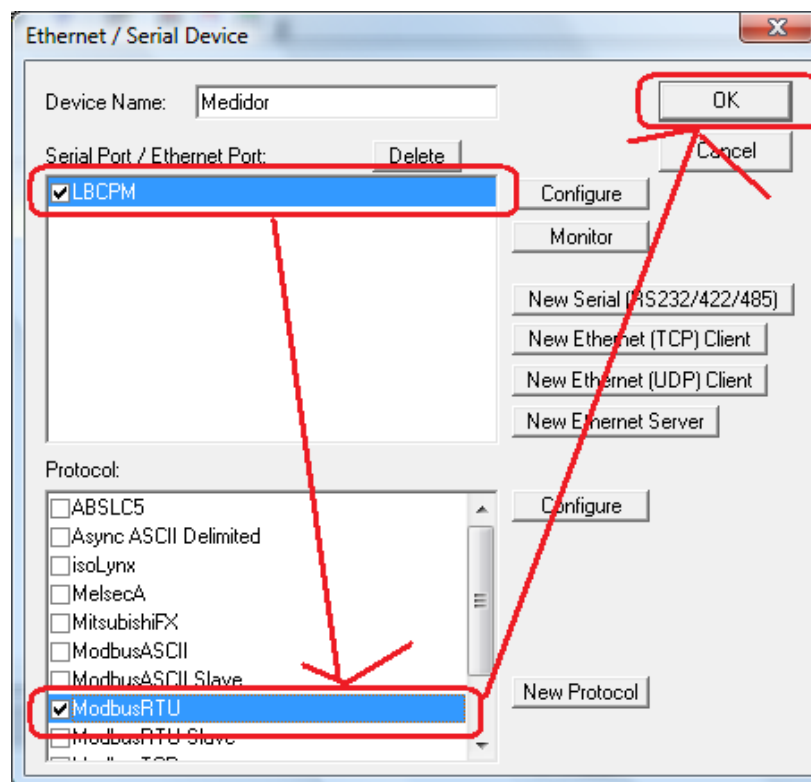 Ethernet / Serial Device
Device Name: Medidor
OK
Serial Port / Ethernet Port: Delete
Cancel
LBCPM
Configure
Monitor
New Serial (RS232/422/485)
New Ethernet (TCP) Client
New Ethernet (UDP) Client
New Ethernet Server
Protocol:
ABSLC5
Configure
Async ASCII Delimited
isoLynx
MelsecA
MitsubishiFX
ModbusASCII
ModbusASCII Slave
ModbusRTU
New Protocol
ModbusRTU Slave